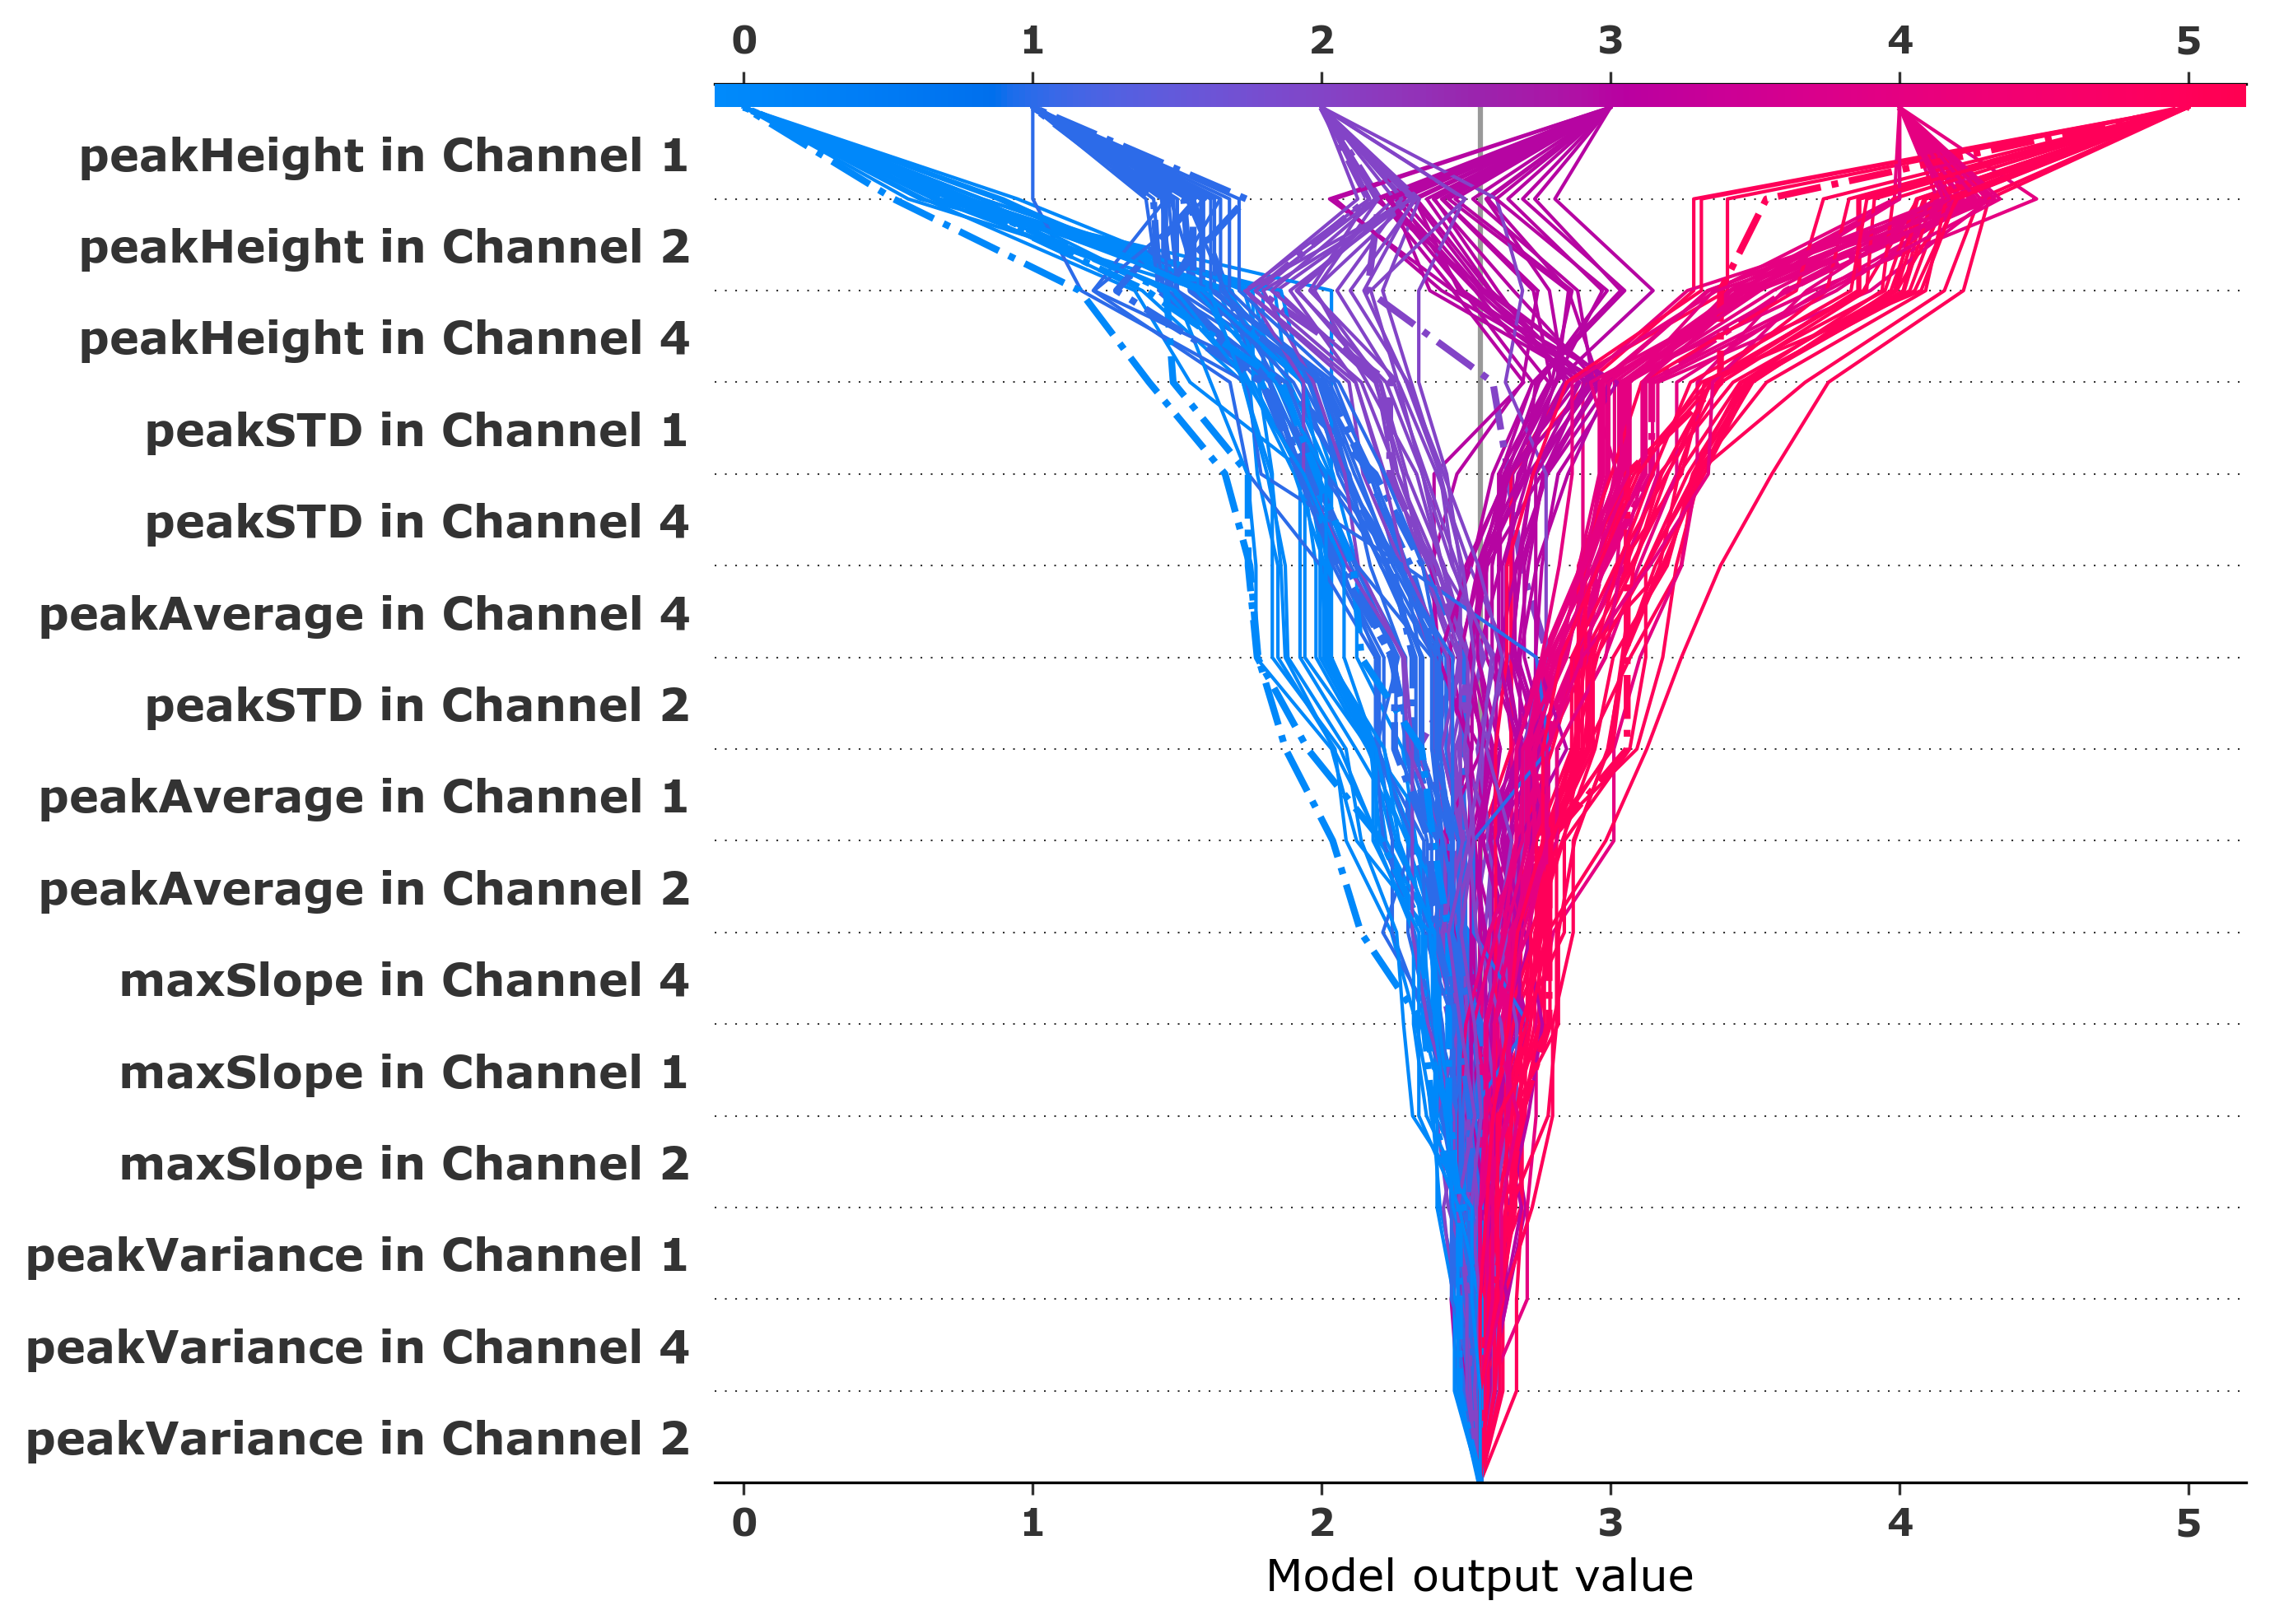 0 1 2 3 4 5
peakHeight in Channel 1
peakHeight in Channel 2
peakHeight in Channel 4
peakSTD in Channel 1
peakSTD in Channel 4
peakAverage in Channel 4
peakSTD in Channel 2
peakAverage in Channel 1
peakAverage in Channel 2
maxSlope in Channel 4
maxSlope in Channel 1
maxSlope in Channel 2
peakVariance in Channel 1
peakVariance in Channel 4
peakVariance in Channel 2
0 1 2 3 4 5
Model output value